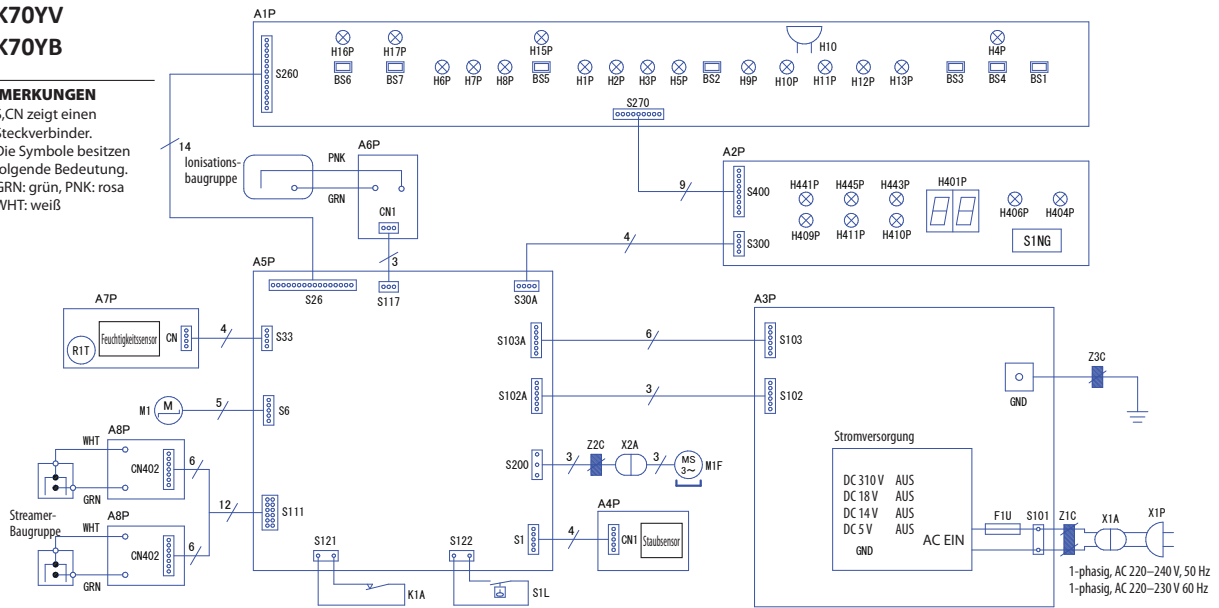 K70YV
K70YB
MERKUNGEN
S,CN zeigt einen
Steckverbinder.
Die Symbole besitzen
folgende Bedeutung.
GRN: grün, PNK: rosa
WHT: weiß
A1P
H16P H17P H15P H10 H4P
S260 BS6 BS7 H6P H7P H8P BS5 H1P H2P H3P H5P BS2 H9P H10P H11P H12P H13P BS3 BS4 BS1
S270
14
Ionisations-
baugruppe
PNK
GRN
A6P
CN1
3
9
A2P
S400
H441P H445P H443P H401P
H409P H411P H410P
H406P H404P
S1NG
S300
4
A5P
S26 S117 S30A
A7P
R1T
Feuchtigkeitssensor
CN
4
S33
M1
M
5
S6
A8P
WHT
CN402
6
GRN
Streamer-
Baugruppe
A8P
WHT
CN402
6
GRN
12
S111
S121
K1A
S122
S1L
S103A
6
S103
S102A
3
S102
S200
3
Z2C
X2A
3
MS
3~
M1F
S1
4
A4P
CN1
Staubsensor
A3P
GND
Z3C
Stromversorgung
DC 310 V AUS
DC 18 V AUS
DC 14 V AUS
DC 5 V AUS
GND
AC EIN
F1U
S101
Z1C
X1A
X1P
1-phasig, AC 220–240 V, 50 Hz
1-phasig, AC 220–230 V 60 Hz